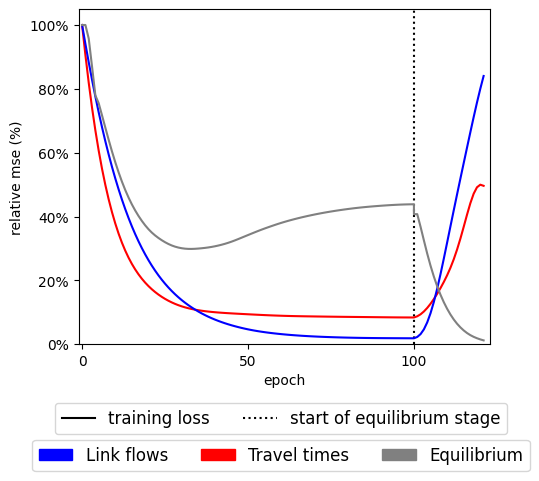 100%
80%
60%
40%
20%
0%
relative mse (%)
0 50 100
epoch
training loss start of equilibrium stage
Link flows Travel times Equilibrium